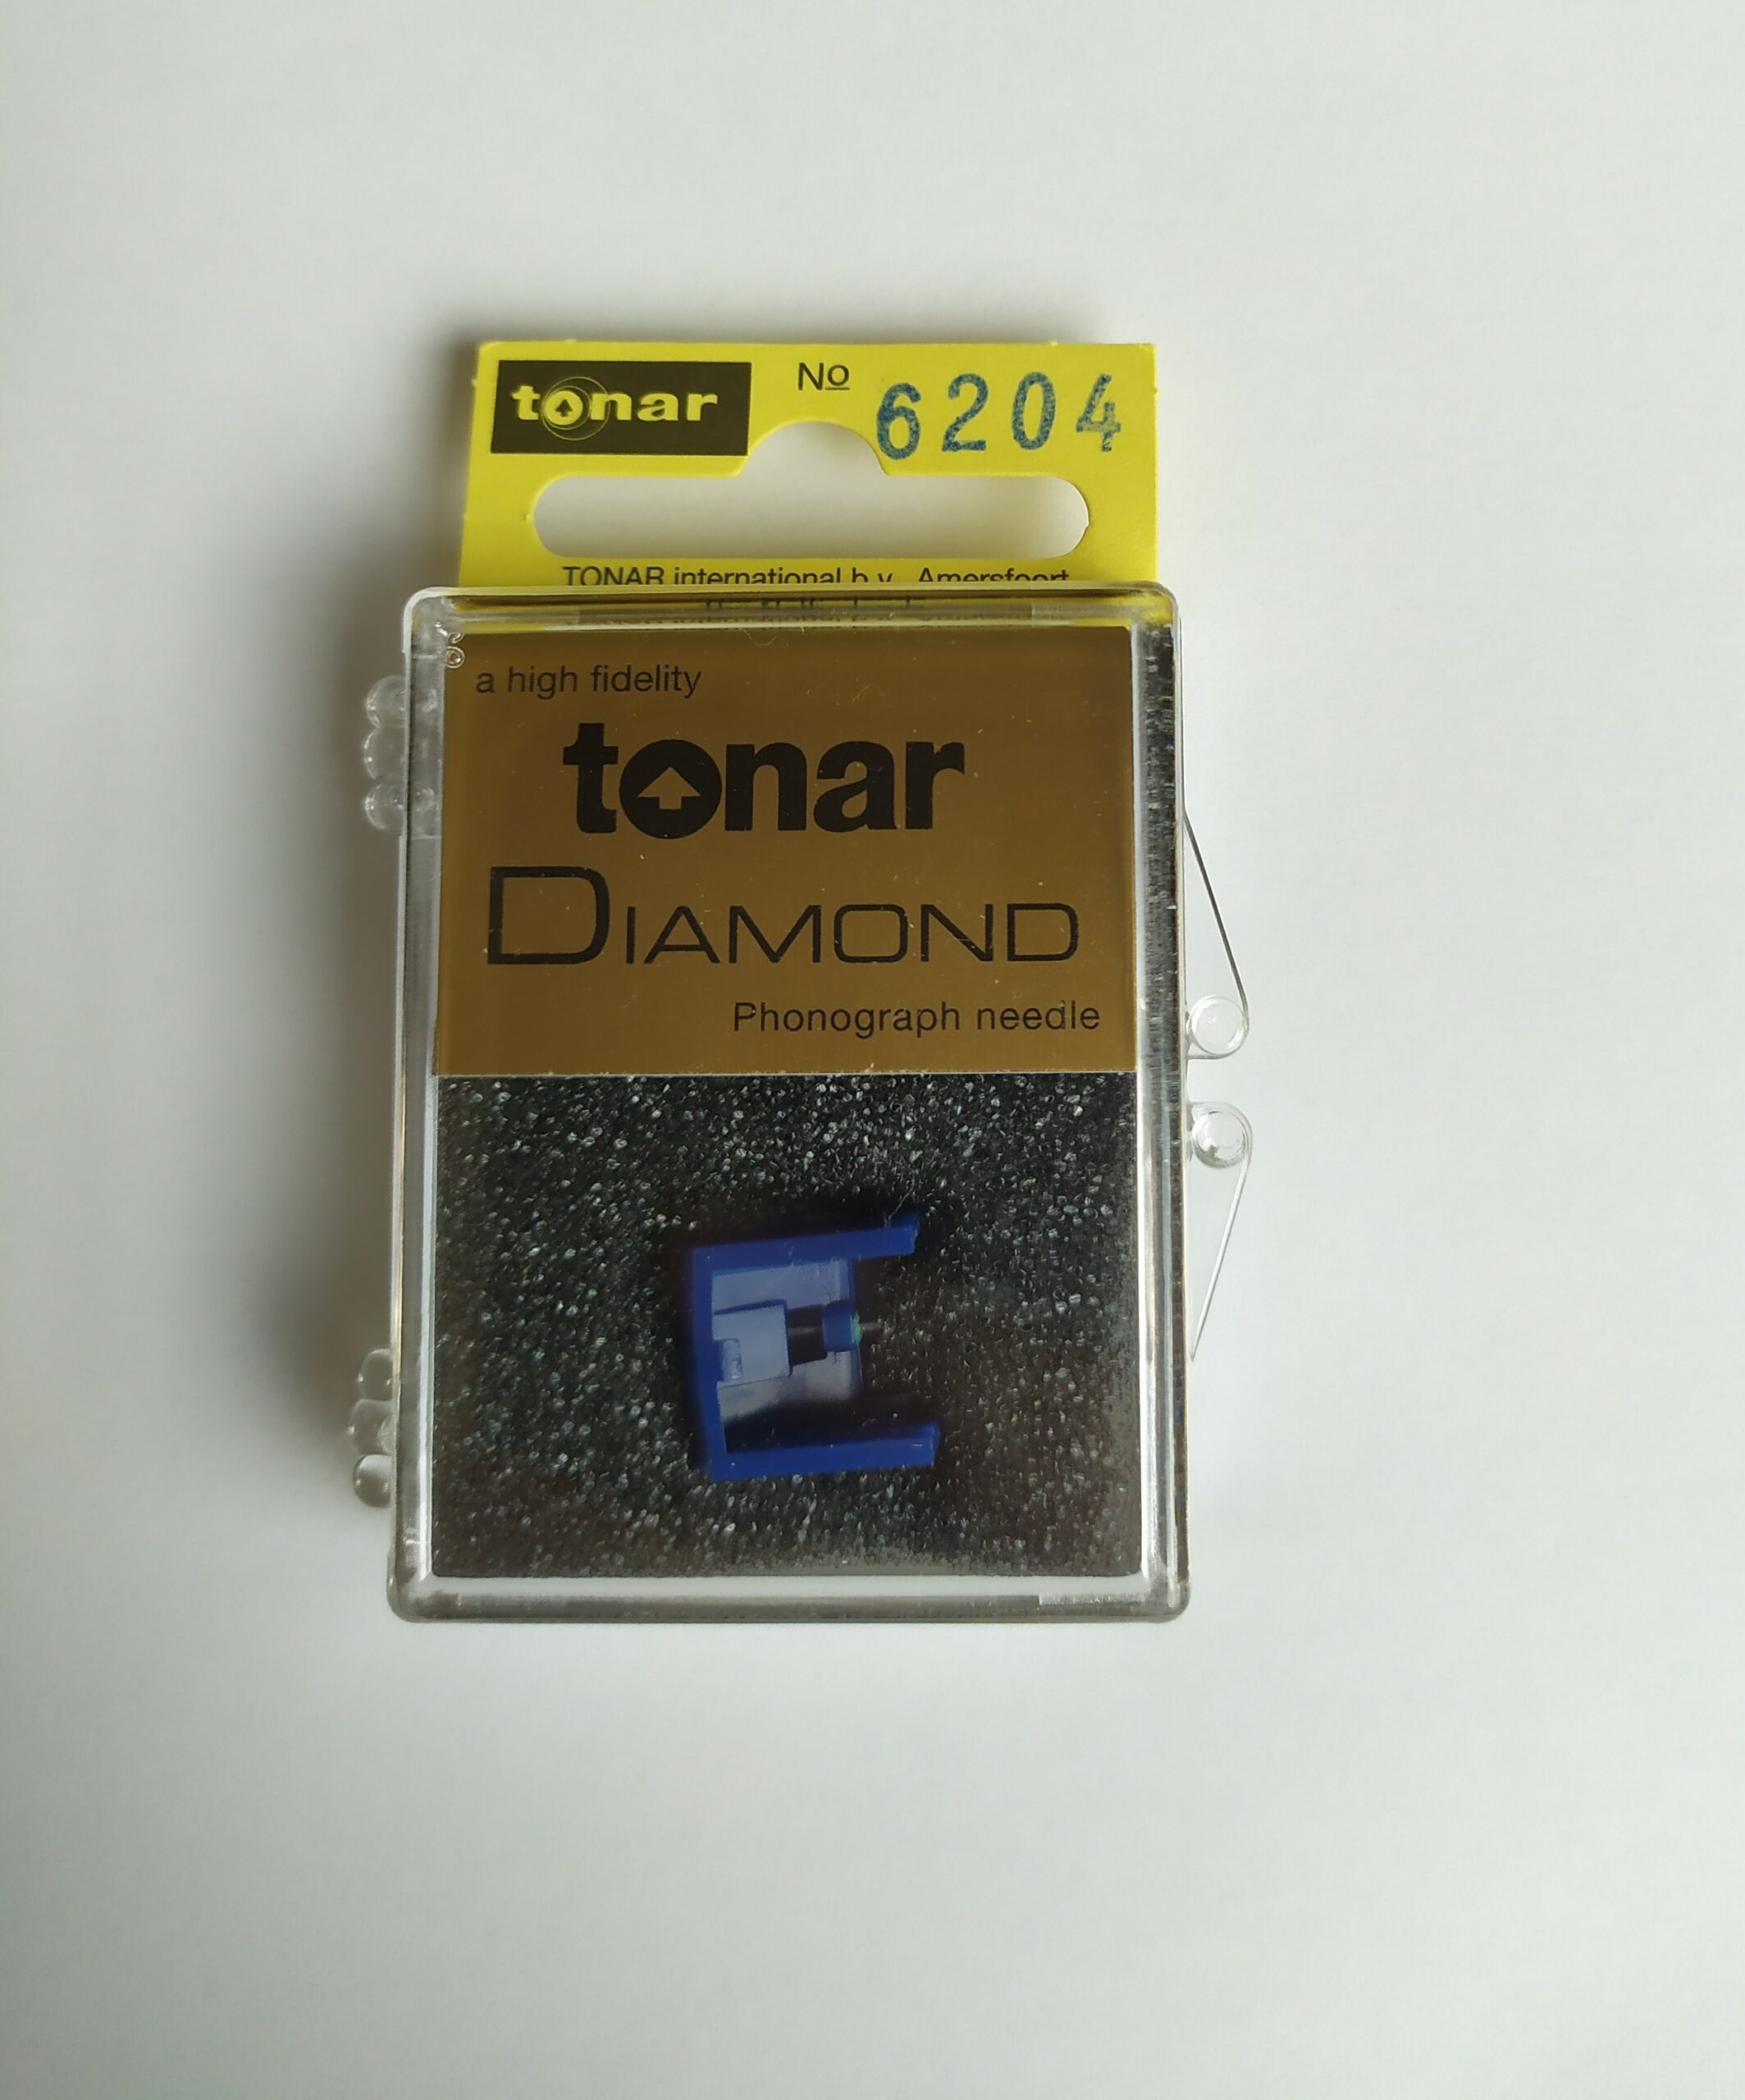 tonar
No 6204
TONAR international b.v. Amersfoort
a high fidelity
tonar
DIAMOND
Phonograph needle